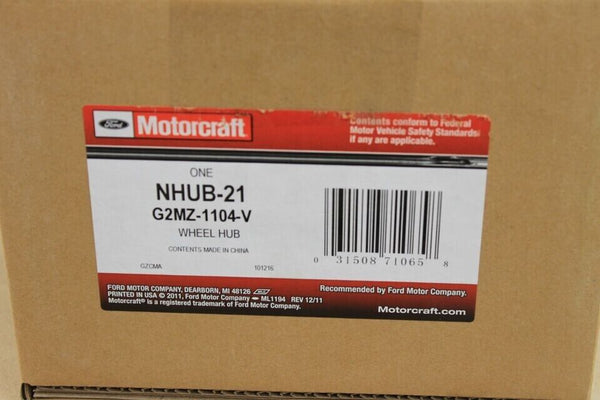 Ford
Motorcraft
Contents conform to Federal
Motor Vehicle Safety Standards
if any are applicable.
ONE
NHUB-21
G2MZ-1104-V
WHEEL HUB
CONTENTS MADE IN CHINA
GZCMA 101216
0 31508 71065 8
FORD MOTOR COMPANY, DEARBORN, MI 48126
PRINTED IN USA © 2011, Ford Motor Company ML1194 REV 12/11
Motorcraft® is a registered trademark of Ford Motor Company.
Recommended by Ford Motor Company.
Motorcraft.com